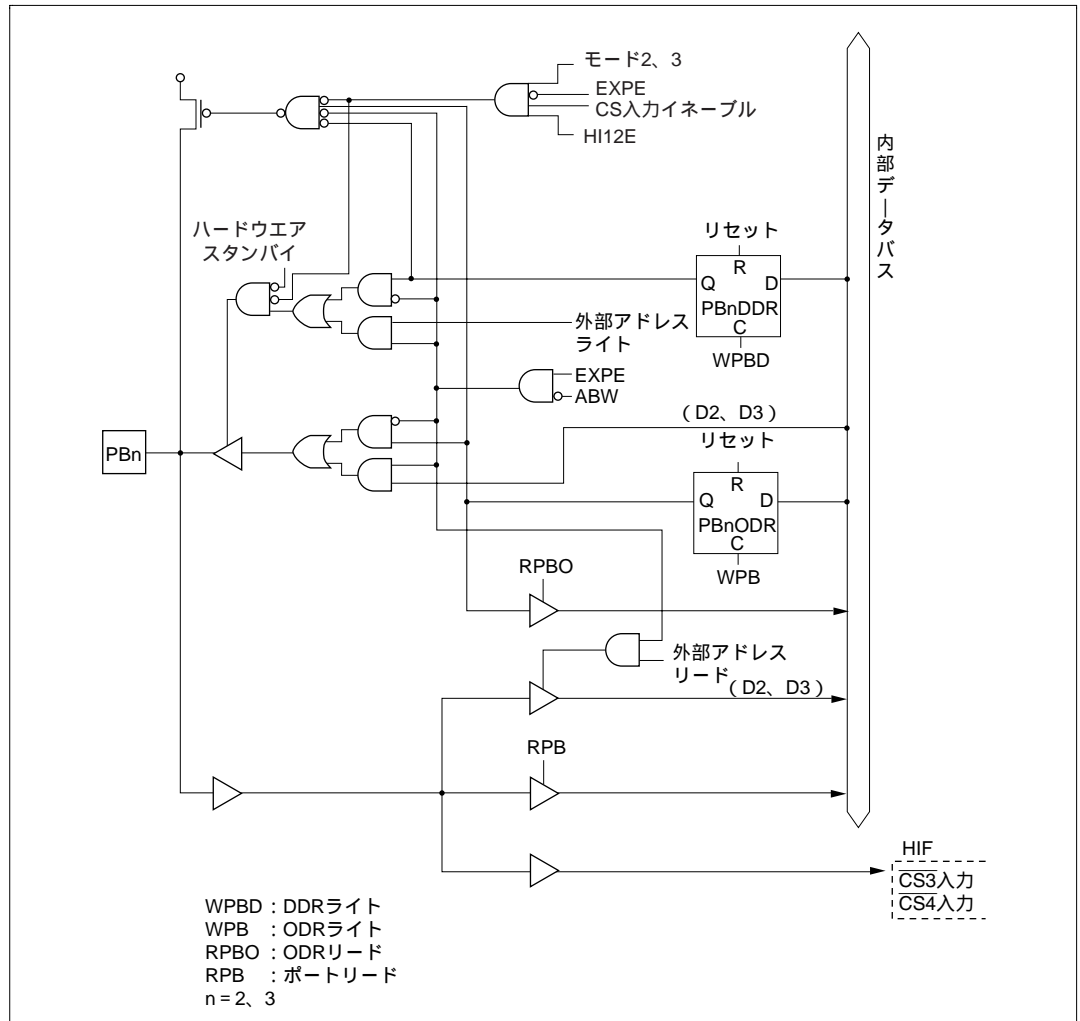 モード2、3
EXPE
CS入力イネーブル
HI12E
内部データバス
ハードウエア
スタンバイ
リセット
R
Q D
PBnDDR
C
WPBD
外部アドレス
ライト
EXPE
ABW
(D2、D3)
リセット
R
Q D
PBnODR
C
WPB
PBn
RPBO
外部アドレス
リード
(D2、D3)
RPB
HIF
CS3入力
CS4入力
WPBD : DDRライト
WPB : ODRライト
RPBO : ODRリード
RPB : ポートリード
n = 2、3